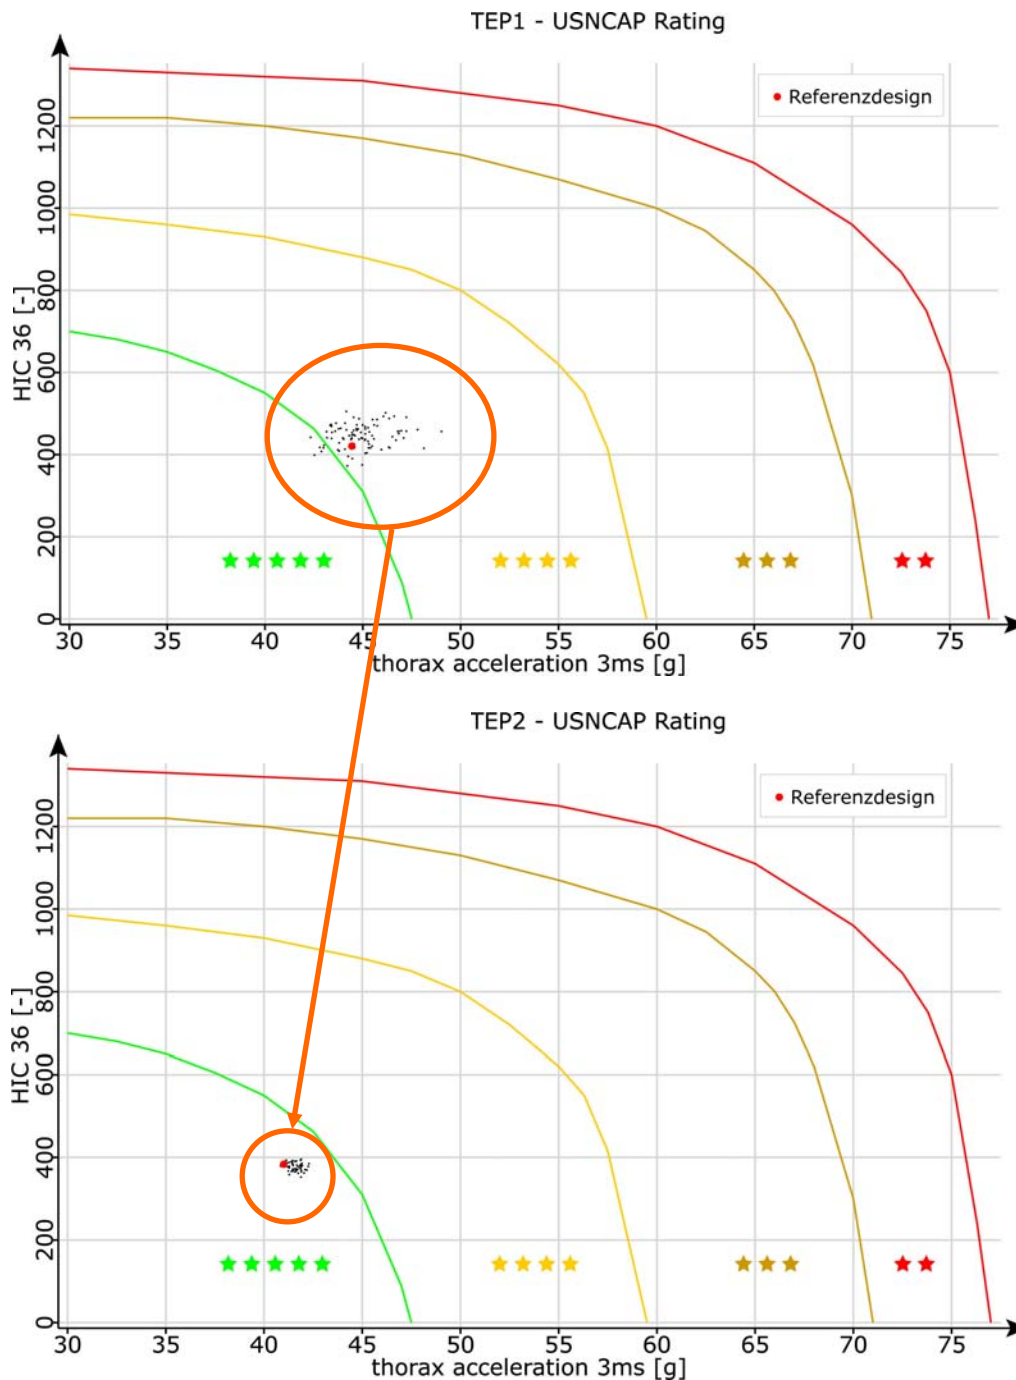 TEP1 - USNCAP Rating
Referenzdesign
HIC 36 [-]
1200
1000
800
600
400
200
0
30 35 40 45 50 55 60 65 70 75
thorax acceleration 3ms [g]
TEP2 - USNCAP Rating
Referenzdesign
HIC 36 [-]
1200
1000
800
600
400
200
0
30 35 40 45 50 55 60 65 70 75
thorax acceleration 3ms [g]